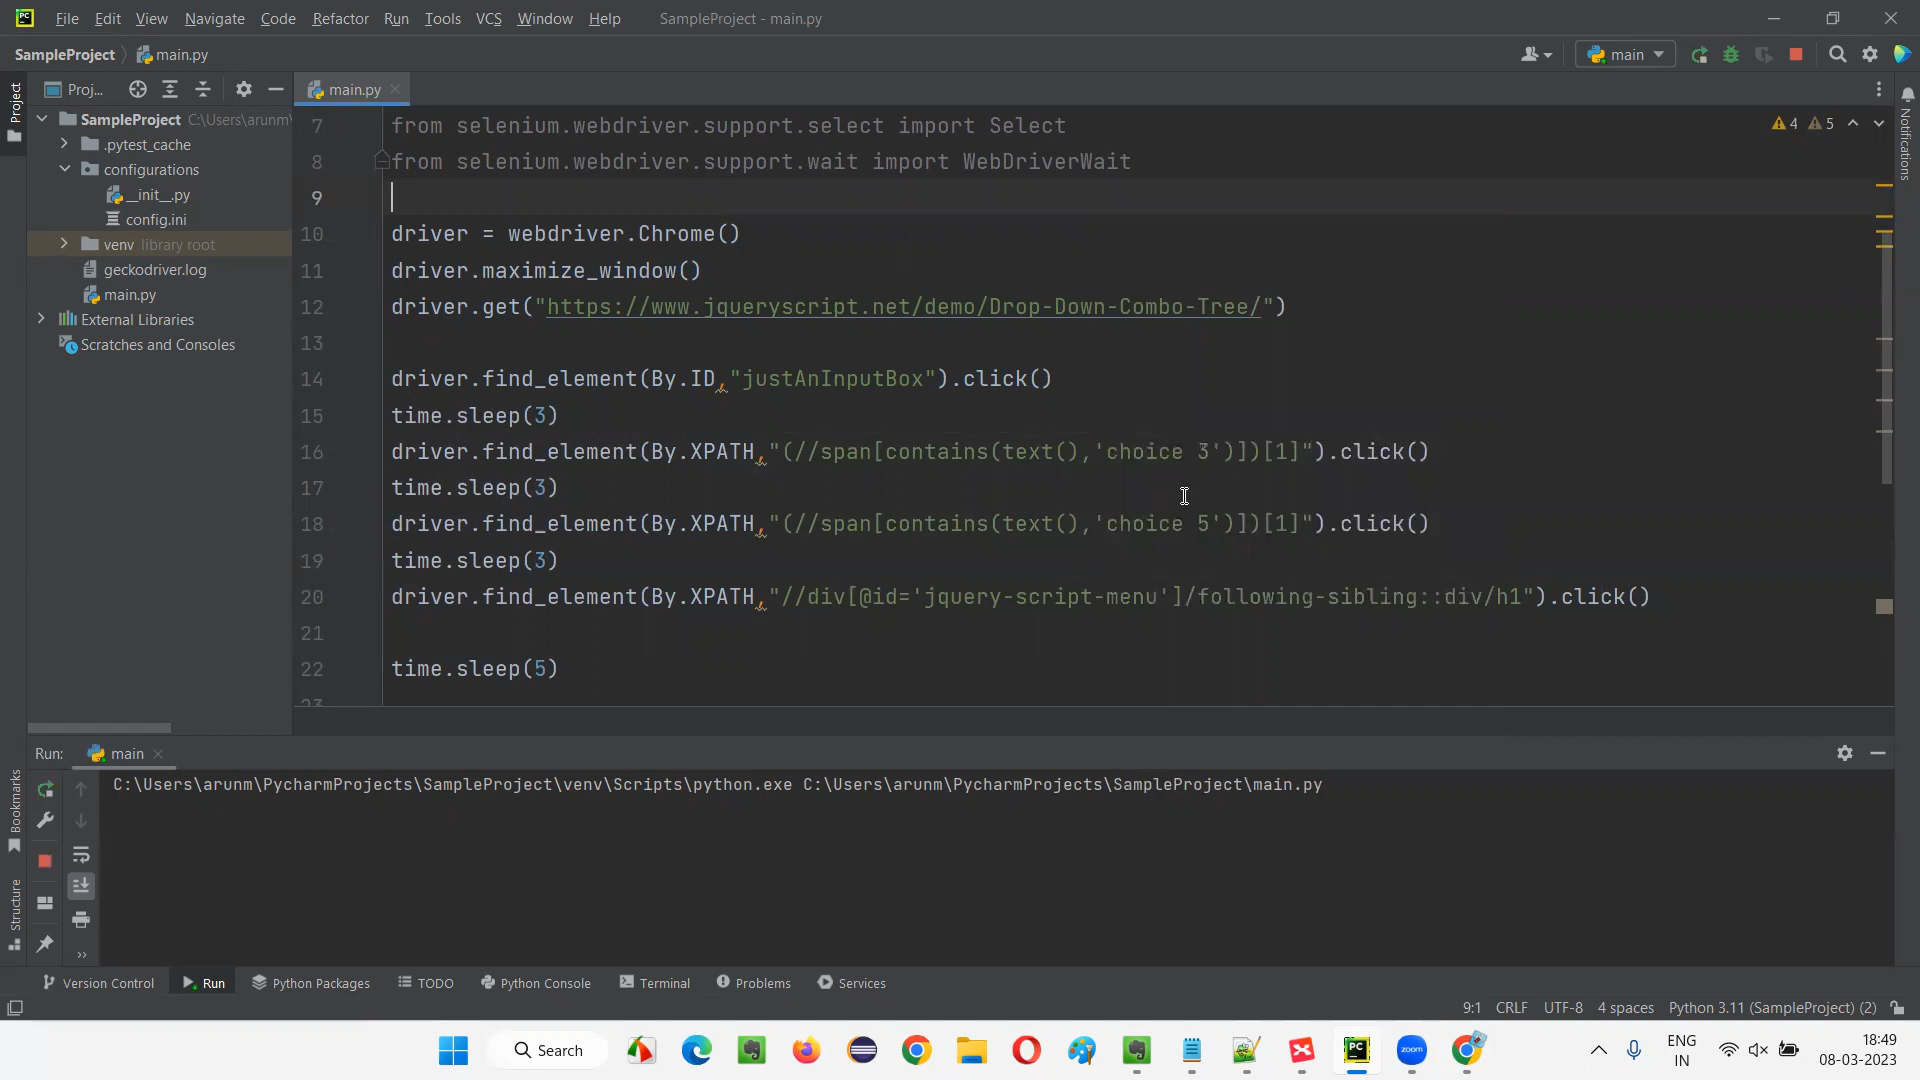 PC File Edit View Navigate Code Refactor Run Tools VCS Window Help SampleProject - main.py
SampleProject main.py main
Project
Proj... main.py
SampleProject C:\Users\arunm\
.pytest_cache
configurations
__init__.py
config.ini
venv library root
geckodriver.log
main.py
External Libraries
Scratches and Consoles
4 5
Notifications
7 from selenium.webdriver.support.select import Select
8 from selenium.webdriver.support.wait import WebDriverWait
9
10 driver = webdriver.Chrome()
11 driver.maximize_window()
12 driver.get("https://www.jqueryscript.net/demo/Drop-Down-Combo-Tree/")
13
14 driver.find_element(By.ID,"justAnInputBox").click()
15 time.sleep(3)
16 driver.find_element(By.XPATH,"(//span[contains(text(),'choice 3')])[1]").click()
17 time.sleep(3)
18 driver.find_element(By.XPATH,"(//span[contains(text(),'choice 5')])[1]").click()
19 time.sleep(3)
20 driver.find_element(By.XPATH,"//div[@id='jquery-script-menu']/following-sibling::div/h1").click()
21
22 time.sleep(5)
23
Run: main
C:\Users\arunm\PycharmProjects\SampleProject\venv\Scripts\python.exe C:\Users\arunm\PycharmProjects\SampleProject\main.py
Bookmarks
Structure
Version Control Run Python Packages TODO Python Console Terminal Problems Services
9:1 CRLF UTF-8 4 spaces Python 3.11 (SampleProject) (2)
Search zoom PC ENG 18:49
IN 08-03-2023